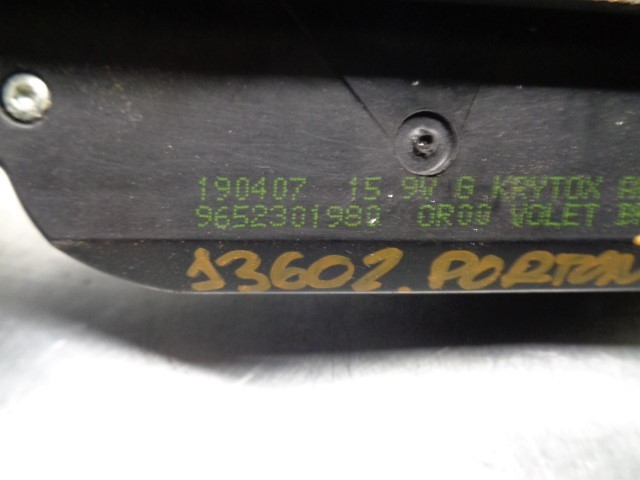 190407 15.9W G KRYTOX
9652301980 OR00 VOLET
13602. PORTON